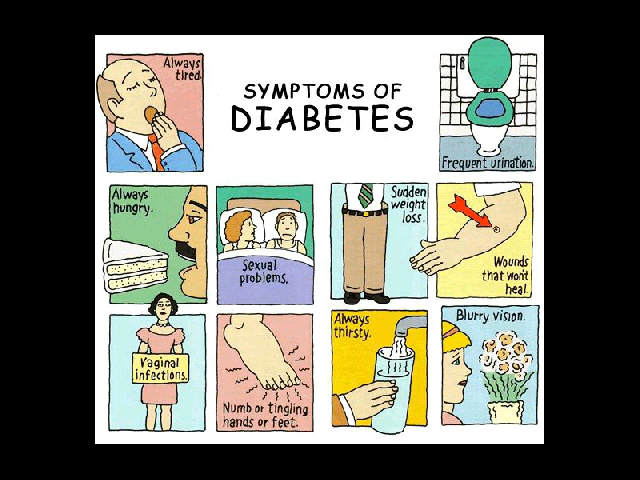 SYMPTOMS OF
DIABETES
Always
tired.
Frequent urination.
Always
hungry.
Sexual
problems.
Sudden
weight
loss.
Wounds
that won't
heal.
Vaginal
infections.
Numb or tingling
hands or feet.
Always
thirsty.
Blurry vision.